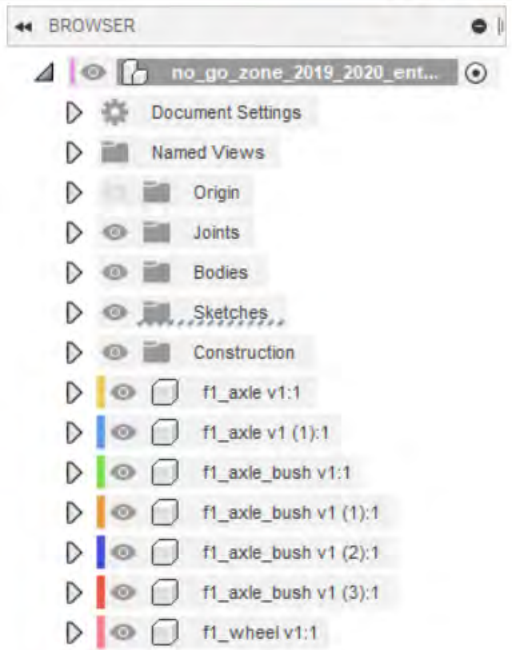 BROWSER
no_go_zone_2019_2020_ent...
Document Settings
Named Views
Origin
Joints
Bodies
Sketches
Construction
f1_axle v1:1
f1_axle v1 (1):1
f1_axle_bush v1:1
f1_axle_bush v1 (1):1
f1_axle_bush v1 (2):1
f1_axle_bush v1 (3):1
f1_wheel v1:1